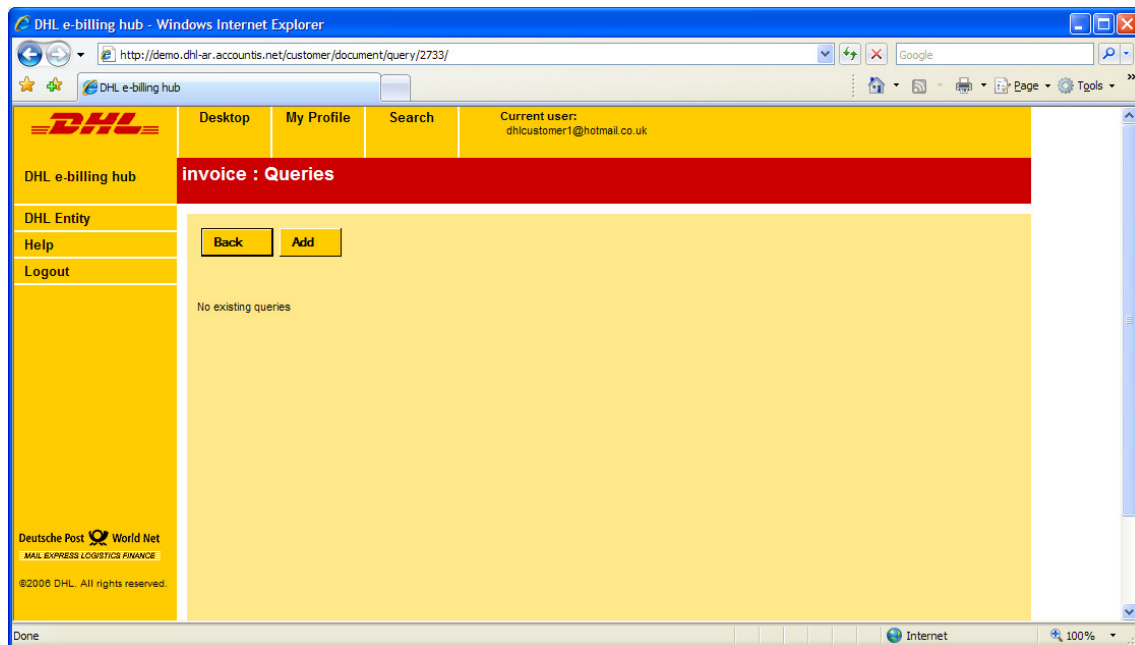 DHL e-billing hub - Windows Internet Explorer
http://demo.dhl-ar.accountis.net/customer/document/query/2733/
Google
DHL e-billing hub
Page
Tools
»
DHL
Desktop
My Profile
Search
Current user:
dhlcustomer1@hotmail.co.uk
DHL e-billing hub
invoice : Queries
DHL Entity
Help
Logout
Back
Add
No existing queries
Deutsche Post World Net
MAIL EXPRESS LOGISTICS FINANCE
©2006 DHL. All rights reserved.
Done
Internet
100%